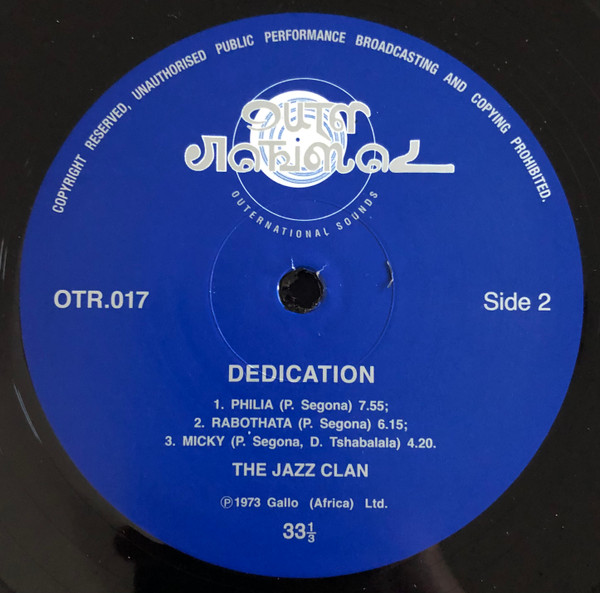 COPYRIGHT RESERVED, UNAUTHORISED PUBLIC PERFORMANCE BROADCASTING AND COPYING PROHIBITED.
OUTERNATIONAL SOUNDS
OTR.017
Side 2
DEDICATION
1. PHILIA (P. Segona) 7.55;
2. RABOTHATA (P. Segona) 6.15;
3. MICKY (P. Segona, D. Tshabalala) 4.20.
THE JAZZ CLAN
℗1973 Gallo (Africa) Ltd.
33⅓